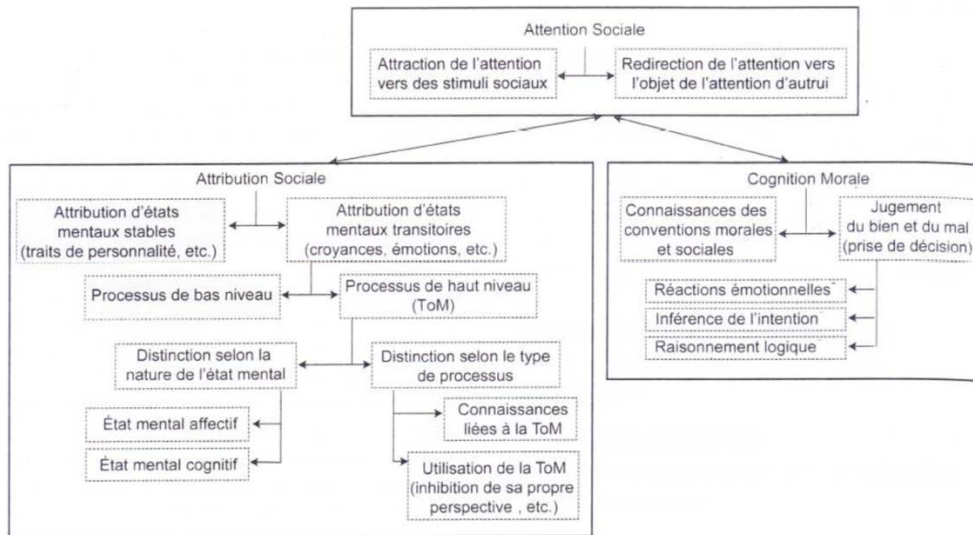 Attention Sociale
Attraction de l'attention
vers des stimuli sociaux
Redirection de l'attention vers
l'objet de l'attention d'autrui
Attribution Sociale
Attribution d'états
mentaux stables
(traits de personnalité, etc.)
Attribution d'états
mentaux transitoires
(croyances, émotions, etc.)
Processus de bas niveau
Processus de haut niveau
(ToM)
Distinction selon la
nature de l'état mental
Distinction selon le type
de processus
État mental affectif
État mental cognitif
Connaissances
liées à la ToM
Utilisation de la ToM
(inhibition de sa propre
perspective , etc.)
Cognition Morale
Connaissances des
conventions morales
et sociales
Jugement
du bien et du mal
(prise de décision)
Réactions émotionnelles
Inférence de l'intention
Raisonnement logique